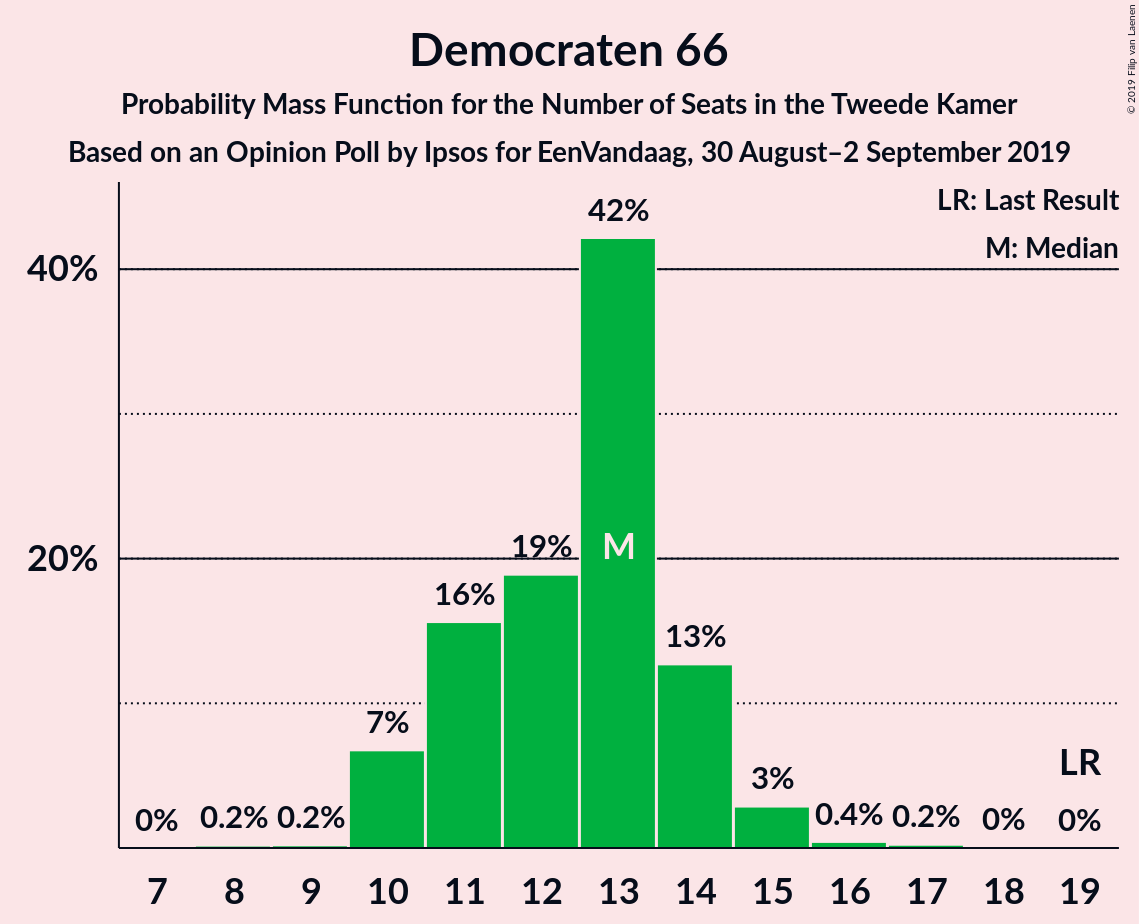 © 2019 Filip van Laenen
Democraten 66
Probability Mass Function for the Number of Seats in the Tweede Kamer
Based on an Opinion Poll by Ipsos for EenVandaag, 30 August–2 September 2019
LR: Last Result
M: Median
40%
20%
0%
0.2%
0.2%
7%
16%
19%
42%
M
13%
3%
0.4%
0.2%
0%
LR
0%
7 8 9 10 11 12 13 14 15 16 17 18 19